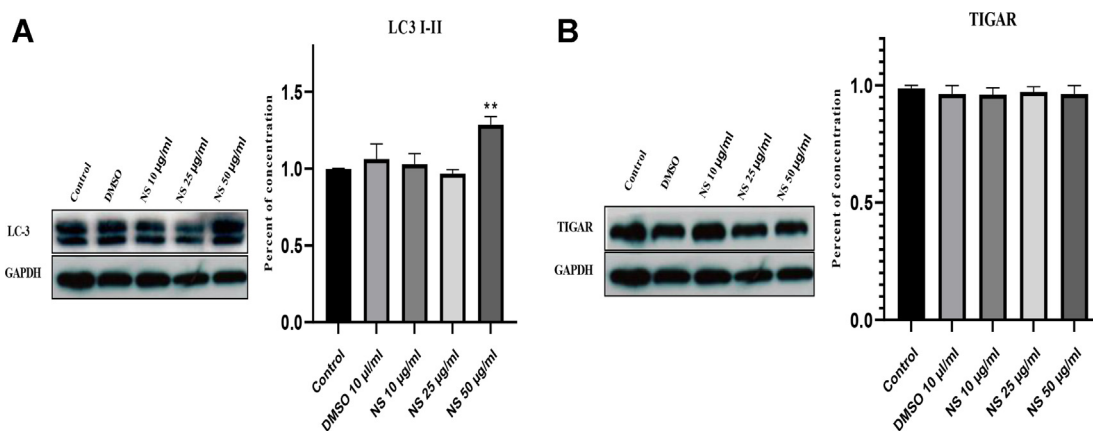 A
LC3 I-II
Percent of concentration
1.5
1.0
0.5
0.0
**
Control
DMSO 10 µl/ml
NS 10 µg/ml
NS 25 µg/ml
NS 50 µg/ml
Control
DMSO
NS 10 µg/ml
NS 25 µg/ml
NS 50 µg/ml
LC-3
GAPDH
B
TIGAR
Percent of concentration
1.0
0.5
0.0
Control
DMSO 10 µl/ml
NS 10 µg/ml
NS 25 µg/ml
NS 50 µg/ml
Control
DMSO
NS 10 µg/ml
NS 25 µg/ml
NS 50 µg/ml
TIGAR
GAPDH